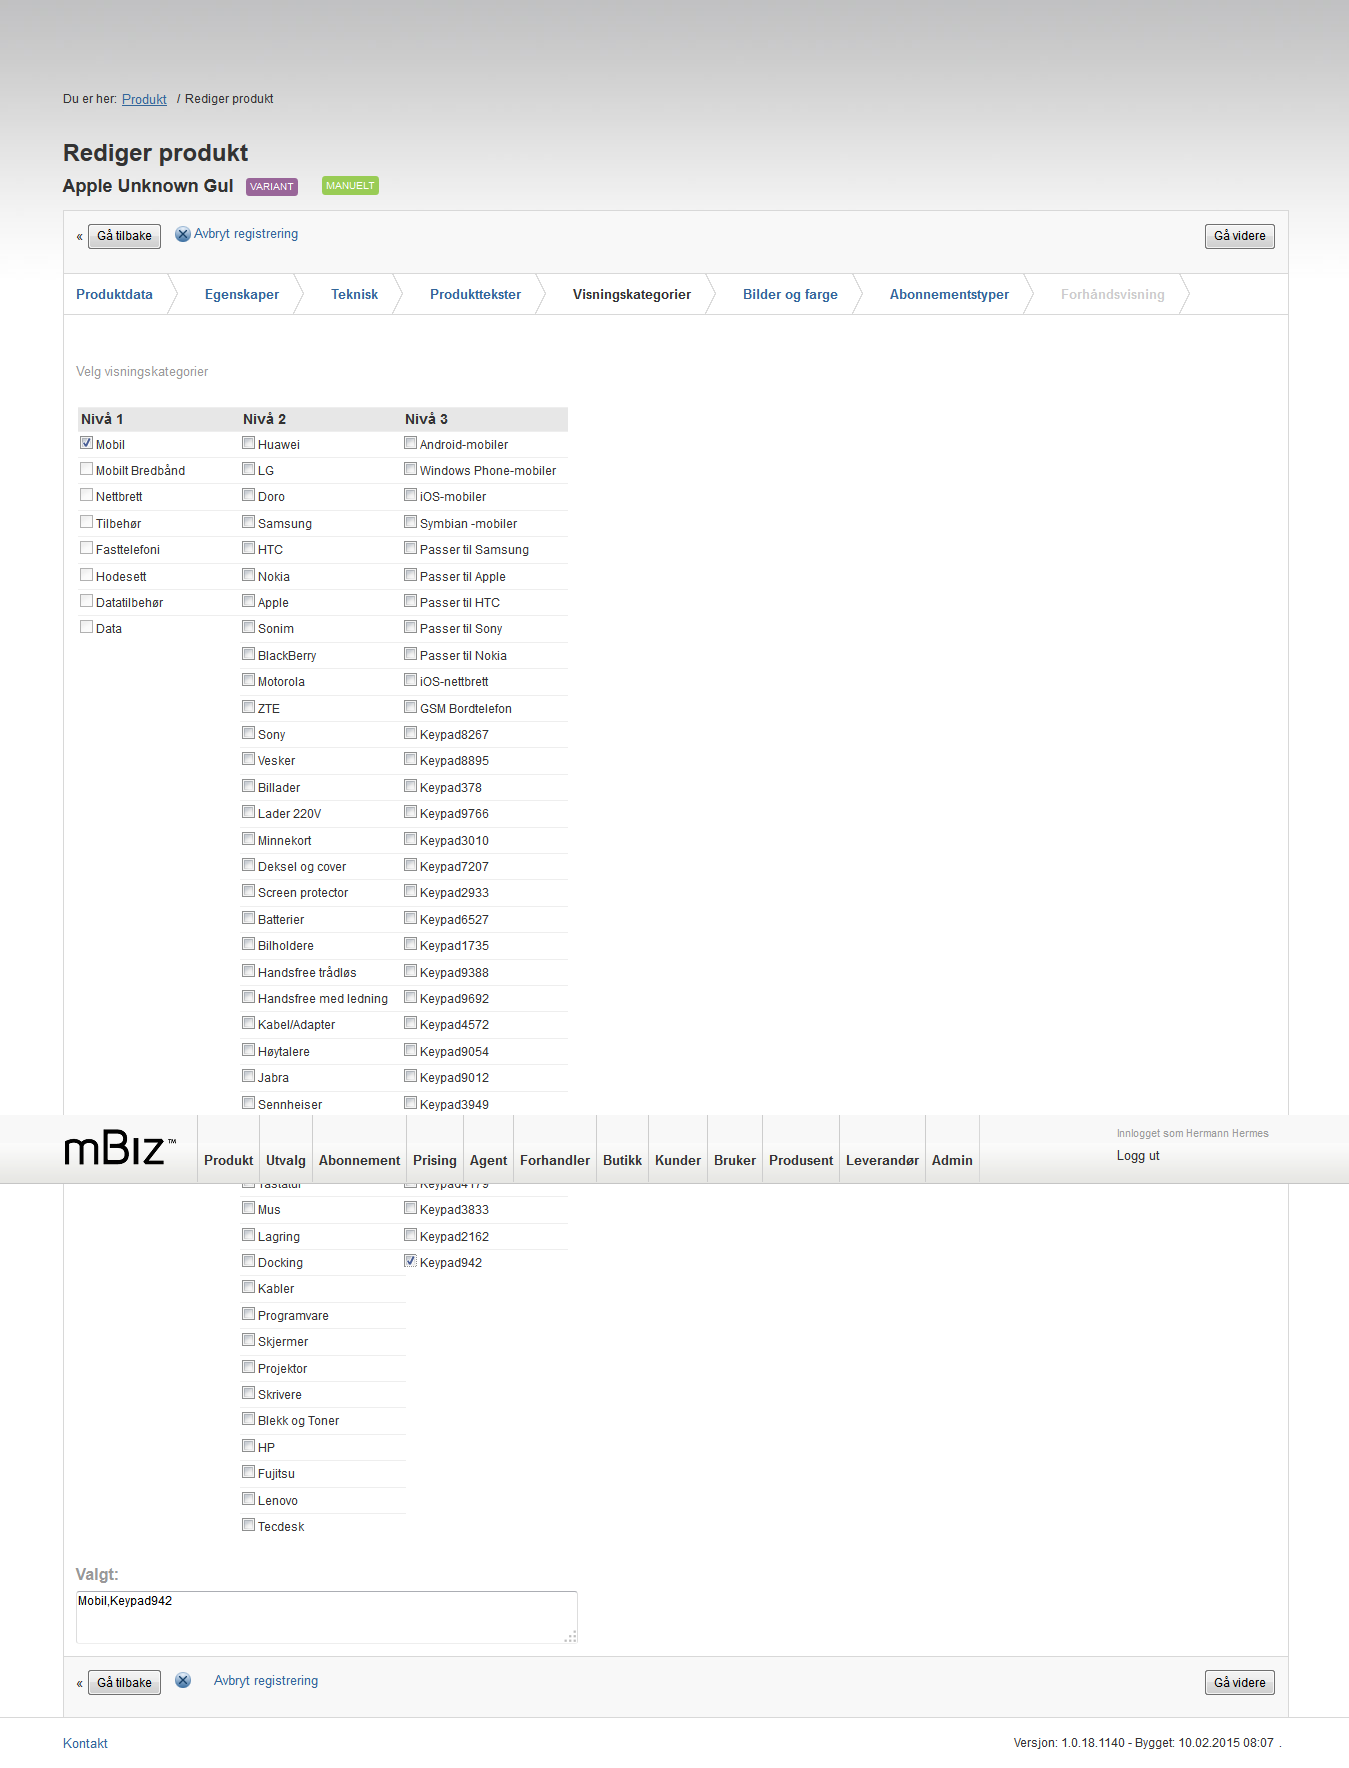 Du er her: Produkt / Rediger produkt
Rediger produkt
Apple Unknown Gul VARIANT MANUELT
« Gå tilbake Avbryt registrering Gå videre
Produktdata Egenskaper Teknisk Produkttekster Visningskategorier Bilder og farge Abonnementstyper Forhåndsvisning
Velg visningskategorier
Nivå 1 Nivå 2 Nivå 3
Mobil Huawei Android-mobiler
Mobilt Bredbånd LG Windows Phone-mobiler
Nettbrett Doro iOS-mobiler
Tilbehør Samsung Symbian -mobiler
Fasttelefoni HTC Passer til Samsung
Hodesett Nokia Passer til Apple
Datatilbehør Apple Passer til HTC
Data Sonim Passer til Sony
BlackBerry Passer til Nokia
Motorola iOS-nettbrett
ZTE GSM Bordtelefon
Sony Keypad8267
Vesker Keypad8895
Billader Keypad378
Lader 220V Keypad9766
Minnekort Keypad3010
Deksel og cover Keypad7207
Screen protector Keypad2933
Batterier Keypad6527
Bilholdere Keypad1735
Handsfree trådløs Keypad9388
Handsfree med ledning Keypad9692
Kabel/Adapter Keypad4572
Høytalere Keypad9054
Jabra Keypad9012
Sennheiser Keypad3949
mBiz™ Produkt Utvalg Abonnement Prising Agent Forhandler Butikk Kunder Bruker Produsent Leverandør Admin
Innlogget som Hermann Hermes
Logg ut
Tastatur Keypad4179
Mus Keypad3833
Lagring Keypad2162
Docking Keypad942
Kabler
Programvare
Skjermer
Projektor
Skrivere
Blekk og Toner
HP
Fujitsu
Lenovo
Tecdesk
Valgt:
Mobil,Keypad942
« Gå tilbake Avbryt registrering Gå videre
Kontakt Versjon: 1.0.18.1140 - Bygget: 10.02.2015 08:07 .